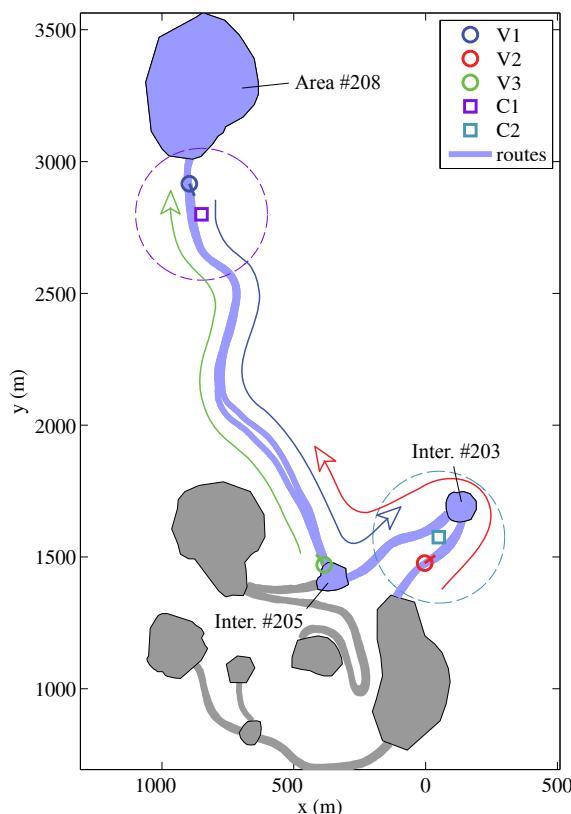 3500
3000
2500
2000
1500
1000
y (m)
Area #208
V1
V2
V3
C1
C2
routes
Inter. #203
Inter. #205
1000
500
0
500
x (m)